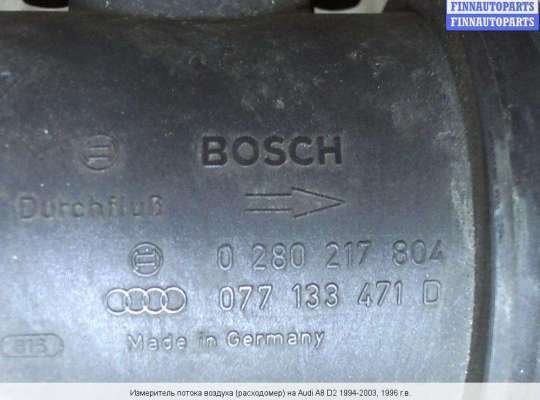 FINNAUTOPARTS
FINNAUTOPARTS
FINNAUTOPARTS
BOSCH
Durchfluß
0 280 217 804
077 133 471 D
Made in Germany
Измеритель потока воздуха (расходомер) на Audi A8 D2 1994-2003, 1996 г.в.